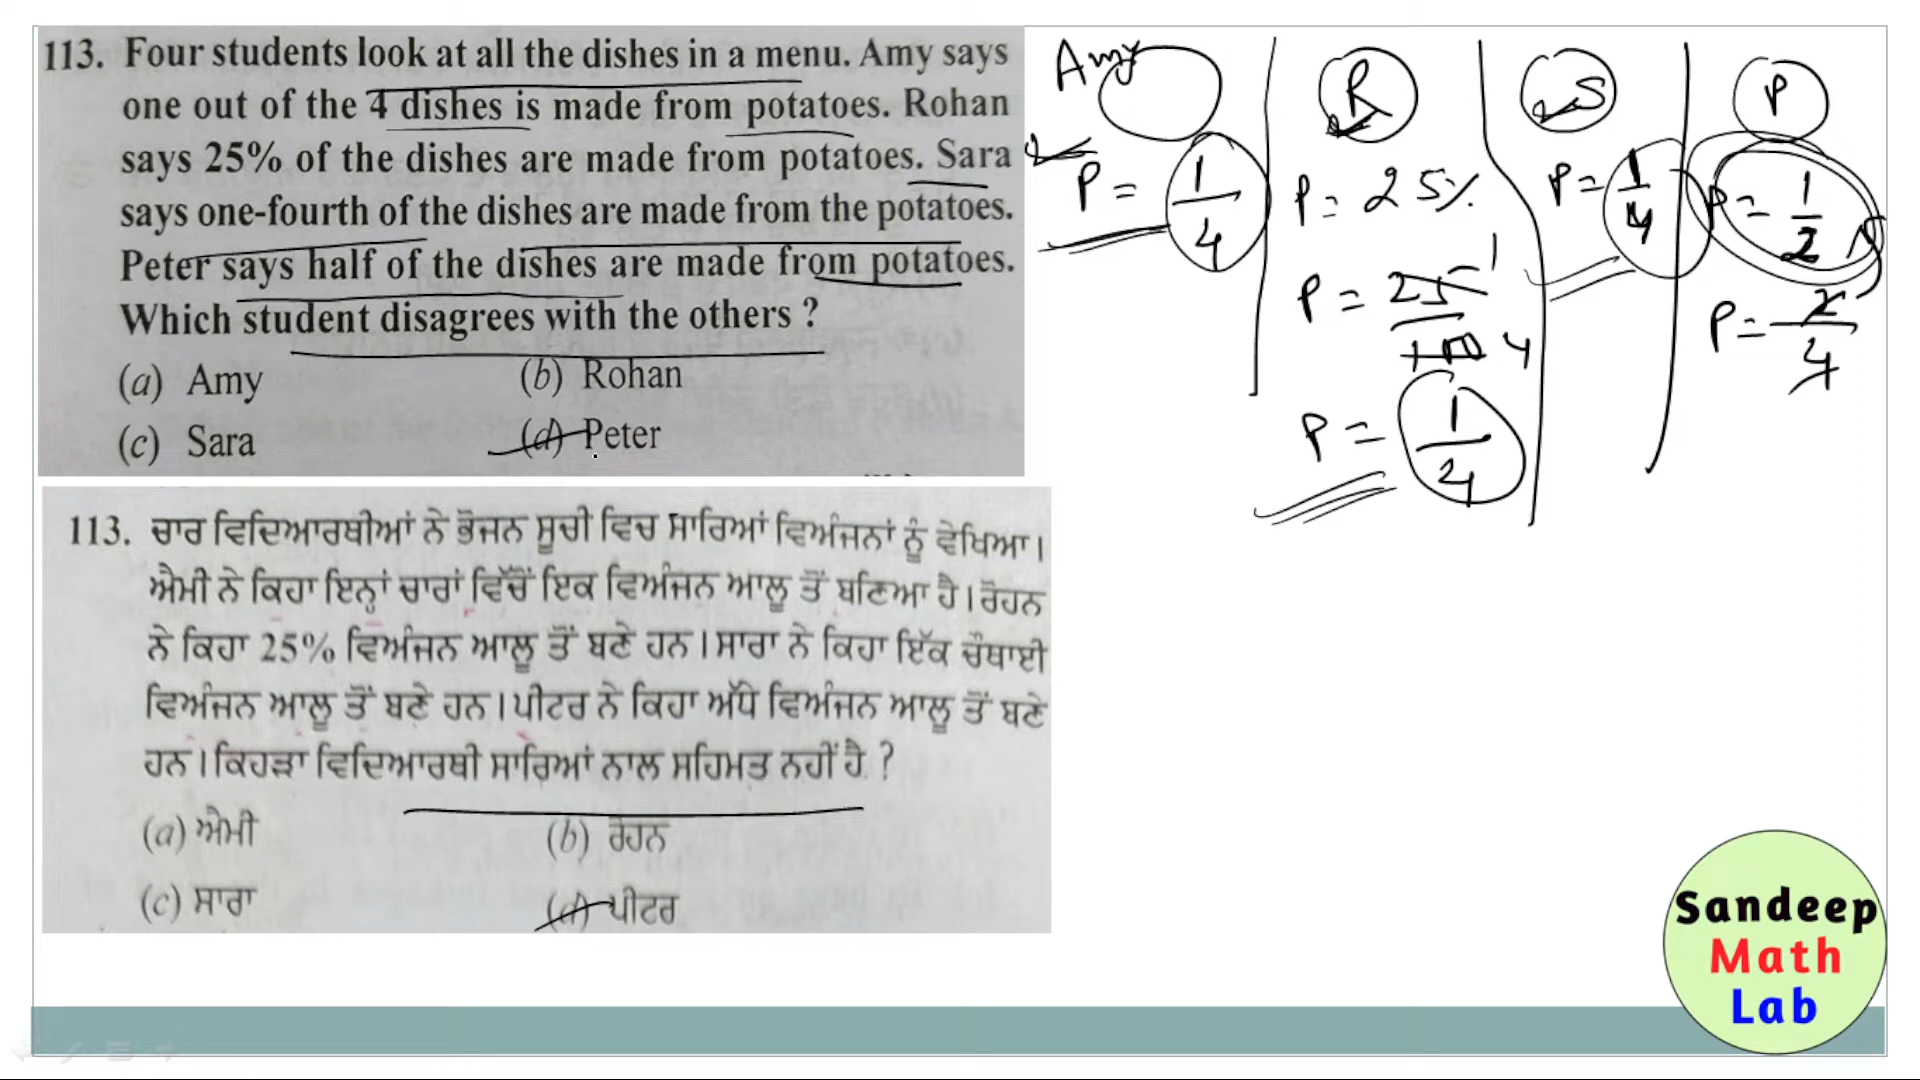 113. Four students look at all the dishes in a menu. Amy says
one out of the 4 dishes is made from potatoes. Rohan
says 25% of the dishes are made from potatoes. Sara
says one-fourth of the dishes are made from the potatoes.
Peter says half of the dishes are made from potatoes.
Which student disagrees with the others ?
(a) Amy (b) Rohan
(c) Sara (d) Peter
113. ਚਾਰ ਵਿਦਿਆਰਥੀਆਂ ਨੇ ਭੋਜਨ ਸੂਚੀ ਵਿਚ ਸਾਰਿਆਂ ਵਿਅੰਜਨਾਂ ਨੂੰ ਵੇਖਿਆ।
ਐਮੀ ਨੇ ਕਿਹਾ ਇਨ੍ਹਾਂ ਚਾਰਾਂ ਵਿੱਚੋਂ ਇਕ ਵਿਅੰਜਨ ਆਲੂ ਤੋਂ ਬਣਿਆ ਹੈ। ਰੋਹਨ
ਨੇ ਕਿਹਾ 25% ਵਿਅੰਜਨ ਆਲੂ ਤੋਂ ਬਣੇ ਹਨ। ਸਾਰਾ ਨੇ ਕਿਹਾ ਇੱਕ ਚੌਥਾਈ
ਵਿਅੰਜਨ ਆਲੂ ਤੋਂ ਬਣੇ ਹਨ। ਪੀਟਰ ਨੇ ਕਿਹਾ ਅੱਧੇ ਵਿਅੰਜਨ ਆਲੂ ਤੋਂ ਬਣੇ
ਹਨ। ਕਿਹੜਾ ਵਿਦਿਆਰਥੀ ਸਾਰਿਆਂ ਨਾਲ ਸਹਿਮਤ ਨਹੀਂ ਹੈ ?
(a) ਐਮੀ (b) ਰੋਹਨ
(c) ਸਾਰਾ (d) ਪੀਟਰ
Amy
P = 1/4
R
P = 25%
P = 25/100 1 4
P = 1/4
S
P = 1/4
P
P = 1/2
P = 2/4
Sandeep
Math
Lab